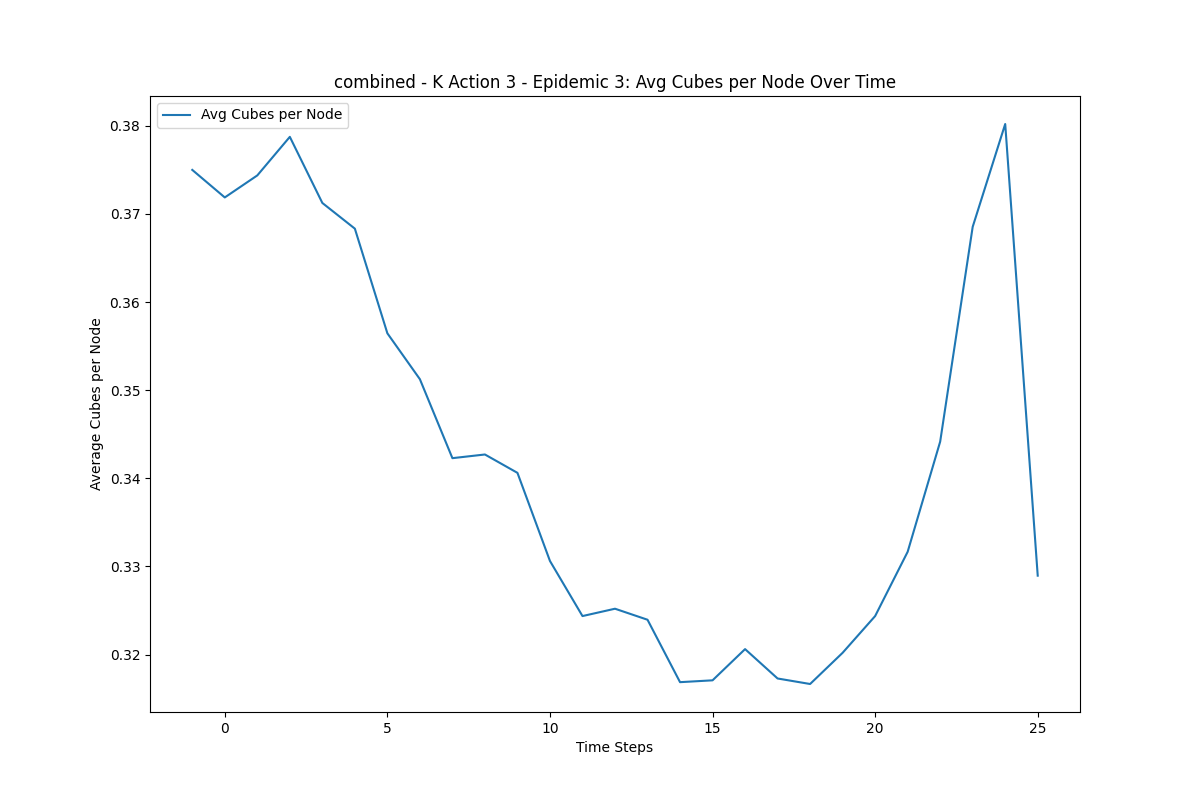 combined - K Action 3 - Epidemic 3: Avg Cubes per Node Over Time
Avg Cubes per Node
Average Cubes per Node
0.38
0.37
0.36
0.35
0.34
0.33
0.32
0 5 10 15 20 25
Time Steps